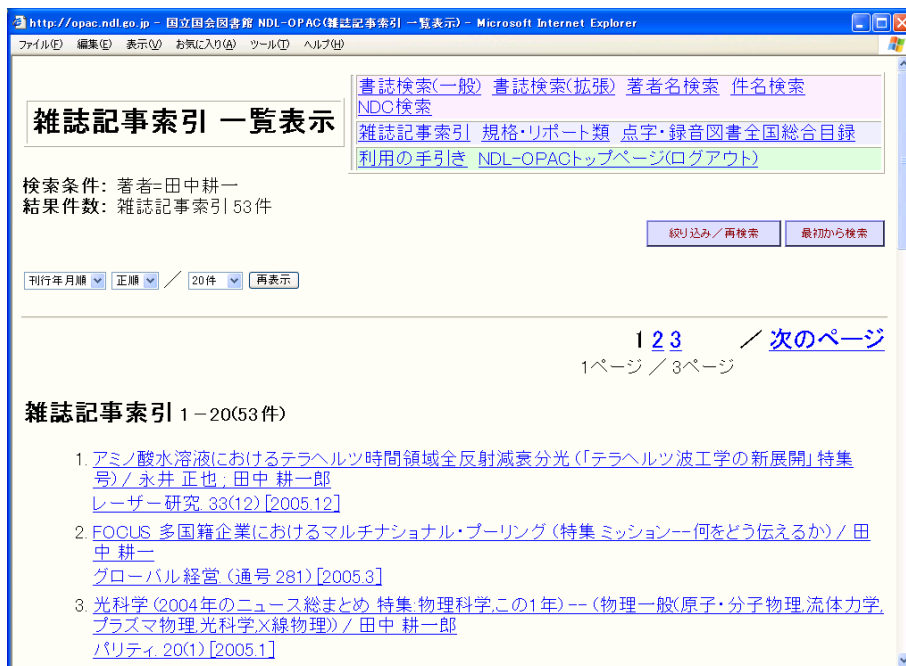 http://opac.ndl.go.jp - 国立国会図書館 NDL-OPAC(雑誌記事索引 一覧表示) - Microsoft Internet Explorer
ファイル(F) 編集(E) 表示(V) お気に入り(A) ツール(T) ヘルプ(H)
雑誌記事索引 一覧表示
書誌検索(一般) 書誌検索(拡張) 著者名検索 件名検索
NDC検索
雑誌記事索引 規格・リポート類 点字・録音図書全国総合目録
利用の手引き NDL-OPACトップページ(ログアウト)
検索条件: 著者=田中耕一
結果件数: 雑誌記事索引 53件
絞り込み／再検索 最初から検索
刊行年月順 正順 ／ 20件 再表示
1 2 3 ／ 次のページ
1ページ ／ 3ページ
雑誌記事索引 1－20(53件)
1. アミノ酸水溶液におけるテラヘルツ時間領域全反射減衰分光 (「テラヘルツ波工学の新展開」特集
号) / 永井 正也 ; 田中 耕一郎
レーザー研究. 33(12) [2005.12]
2. FOCUS 多国籍企業におけるマルチナショナル・プーリング (特集 ミッション--何をどう伝えるか) / 田
中 耕一
グローバル経営. (通号 281) [2005.3]
3. 光科学 (2004年のニュース総まとめ 特集:物理科学,この1年) -- (物理一般(原子・分子物理,流体力学,
プラズマ物理,光科学,X線物理)) / 田中 耕一郎
パリティ. 20(1) [2005.1]